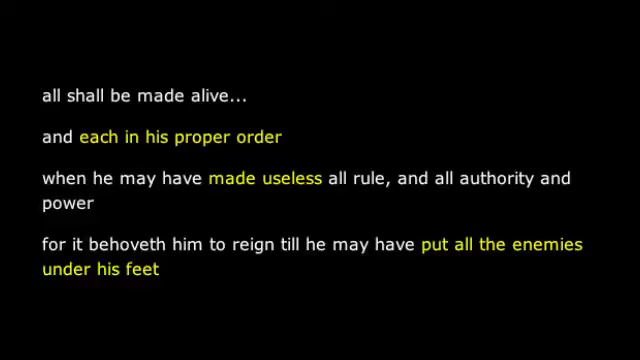 all shall be made alive...
and each in his proper order
when he may have made useless all rule, and all authority and
power
for it behoveth him to reign till he may have put all the enemies
under his feet